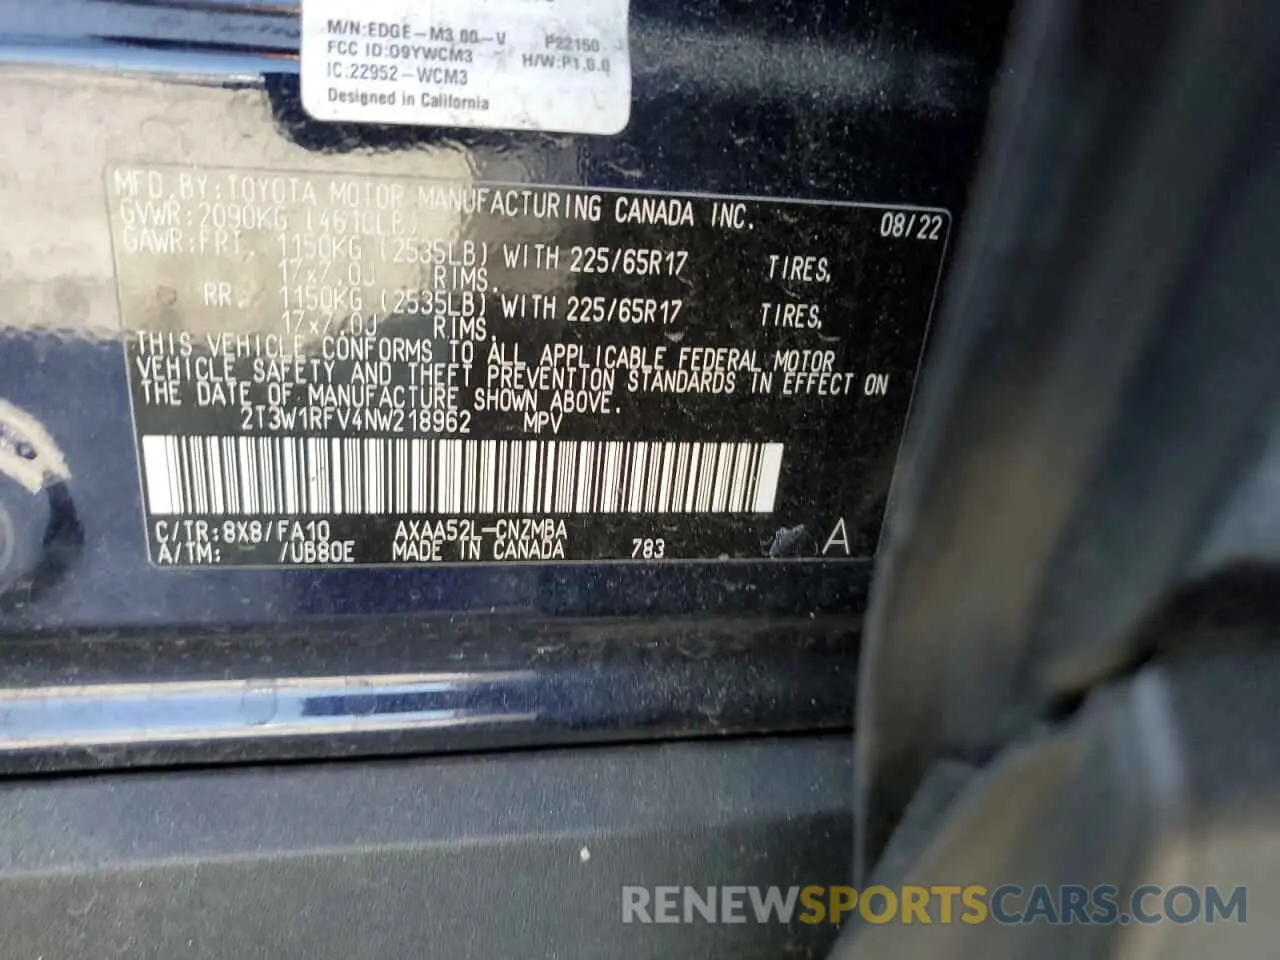 M/N:EDGE-M3 00-V P22150
FCC ID:O9YWCM3 H/W:P1.0.0
IC:22952-WCM3
Designed in California
MFD.BY:TOYOTA MOTOR MANUFACTURING CANADA INC. 08/22
GVWR:2090KG (4610LB)
GAWR:FRT. 1150KG (2535LB) WITH 225/65R17 TIRES,
17x7.0J RIMS.
RR. 1150KG (2535LB) WITH 225/65R17 TIRES,
17x7.0J RIMS.
THIS VEHICLE CONFORMS TO ALL APPLICABLE FEDERAL MOTOR
VEHICLE SAFETY AND THEFT PREVENTION STANDARDS IN EFFECT ON
THE DATE OF MANUFACTURE SHOWN ABOVE.
2T3W1RFV4NW218962 MPV
C/TR:8X8/FA10 AXAA52L-CNZMBA
A/TM: /UB80E MADE IN CANADA 783 A
RENEWSPORTSCARS.COM